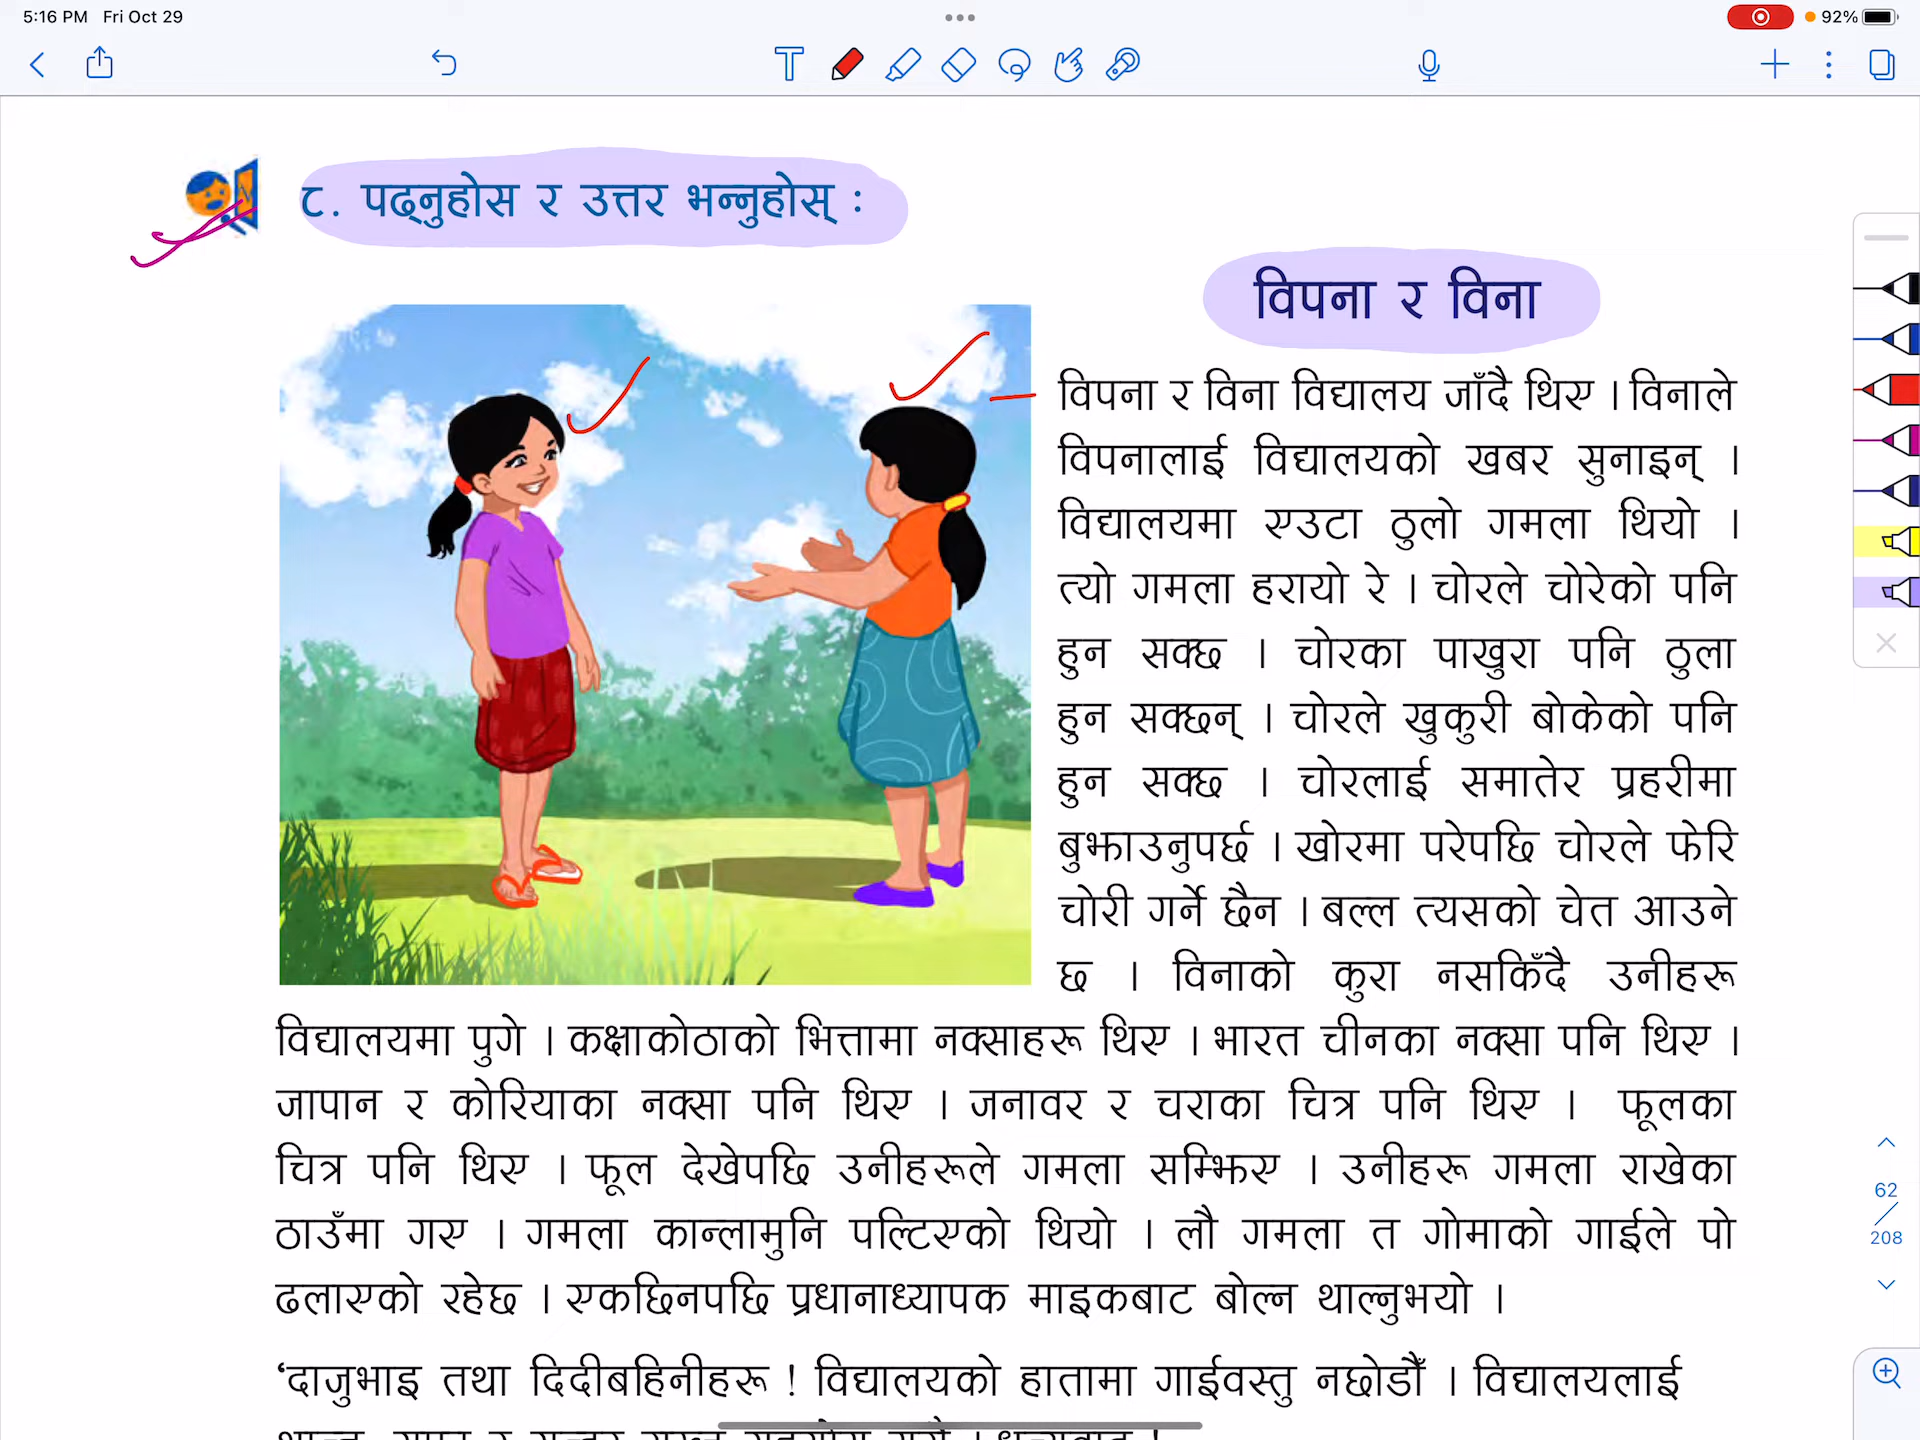 5:16 PM Fri Oct 29
92%
८. पढ्नुहोस र उत्तर भन्नुहोस् :
विपना र विना
विपना र विना विद्यालय जाँदै थिए । विनाले
विपनालाई विद्यालयको खबर सुनाइन् ।
विद्यालयमा एउटा ठुलो गमला थियो ।
त्यो गमला हरायो रे । चोरले चोरेको पनि
हुन सक्छ । चोरका पाखुरा पनि ठुला
हुन सक्छन् । चोरले खुकुरी बोकेको पनि
हुन सक्छ । चोरलाई समातेर प्रहरीमा
बुझाउनुपर्छ । खोरमा परेपछि चोरले फेरि
चोरी गर्ने छैन । बल्ल त्यसको चेत आउने
छ । विनाको कुरा नसकिँदै उनीहरू
विद्यालयमा पुगे । कक्षाकोठाको भित्तामा नक्साहरू थिए । भारत चीनका नक्सा पनि थिए ।
जापान र कोरियाका नक्सा पनि थिए । जनावर र चराका चित्र पनि थिए । फूलका
चित्र पनि थिए । फूल देखेपछि उनीहरूले गमला सम्झिए । उनीहरू गमला राखेका
ठाउँमा गए । गमला कान्लामुनि पल्टिएको थियो । लौ गमला त गोमाको गाईले पो
ढलाएको रहेछ । एकछिनपछि प्रधानाध्यापक माइकबाट बोल्न थाल्नुभयो ।
‘दाजुभाइ तथा दिदीबहिनीहरू ! विद्यालयको हातामा गाईवस्तु नछोडौँ । विद्यालयलाई
62
208